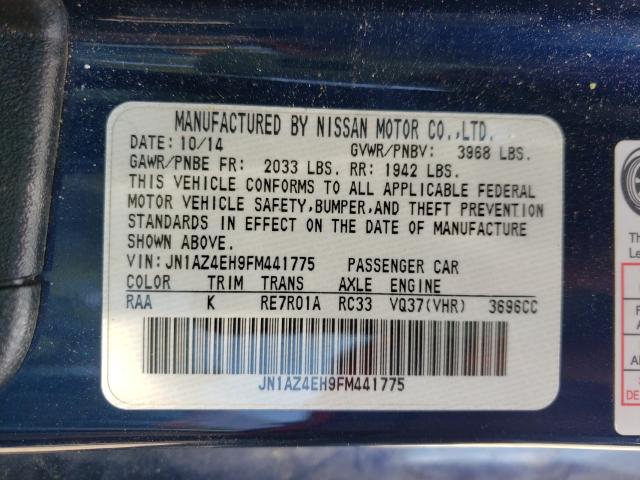 MANUFACTURED BY NISSAN MOTOR CO.,LTD.
DATE: 10/14 GVWR/PNBV: 3968 LBS.
GAWR/PNBE FR: 2033 LBS. RR: 1942 LBS.
THIS VEHICLE CONFORMS TO ALL APPLICABLE FEDERAL
MOTOR VEHICLE SAFETY,BUMPER,AND THEFT PREVENTION
STANDARDS IN EFFECT ON THE DATE OF MANUFACTURE
SHOWN ABOVE.
VIN: JN1AZ4EH9FM441775 PASSENGER CAR
COLOR TRIM TRANS AXLE ENGINE
RAA K RE7R01A RC33 VQ37(VHR) 3696CC
JN1AZ4EH9FM441775